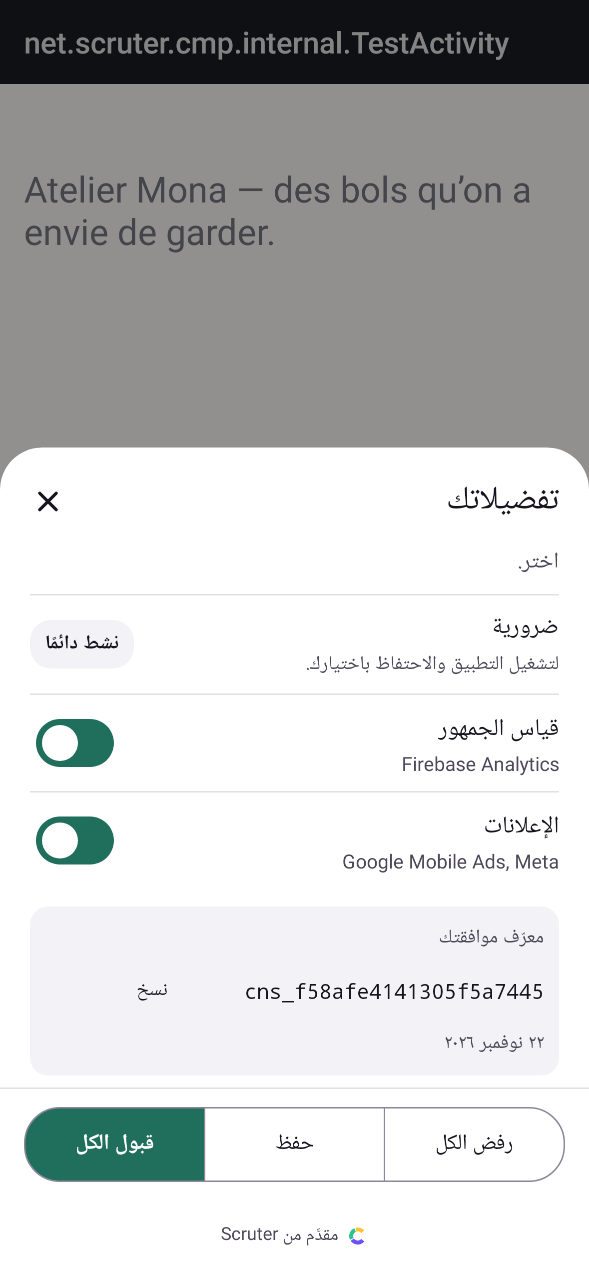 net.scruter.cmp.internal.TestActivity
Atelier Mona — des bols qu’on a
envie de garder.
تفضيلاتك
اختر.
ضرورية
نشط دائمًا
لتشغيل التطبيق والاحتفاظ باختيارك.
قياس الجمهور
Firebase Analytics
الإعلانات
Google Mobile Ads, Meta
معرّف موافقتك
cns_f58afe4141305f5a7445
نسخ
٢٢ نوفمبر ٢٠٢٦
رفض الكل
حفظ
قبول الكل
مقدَّم من Scruter